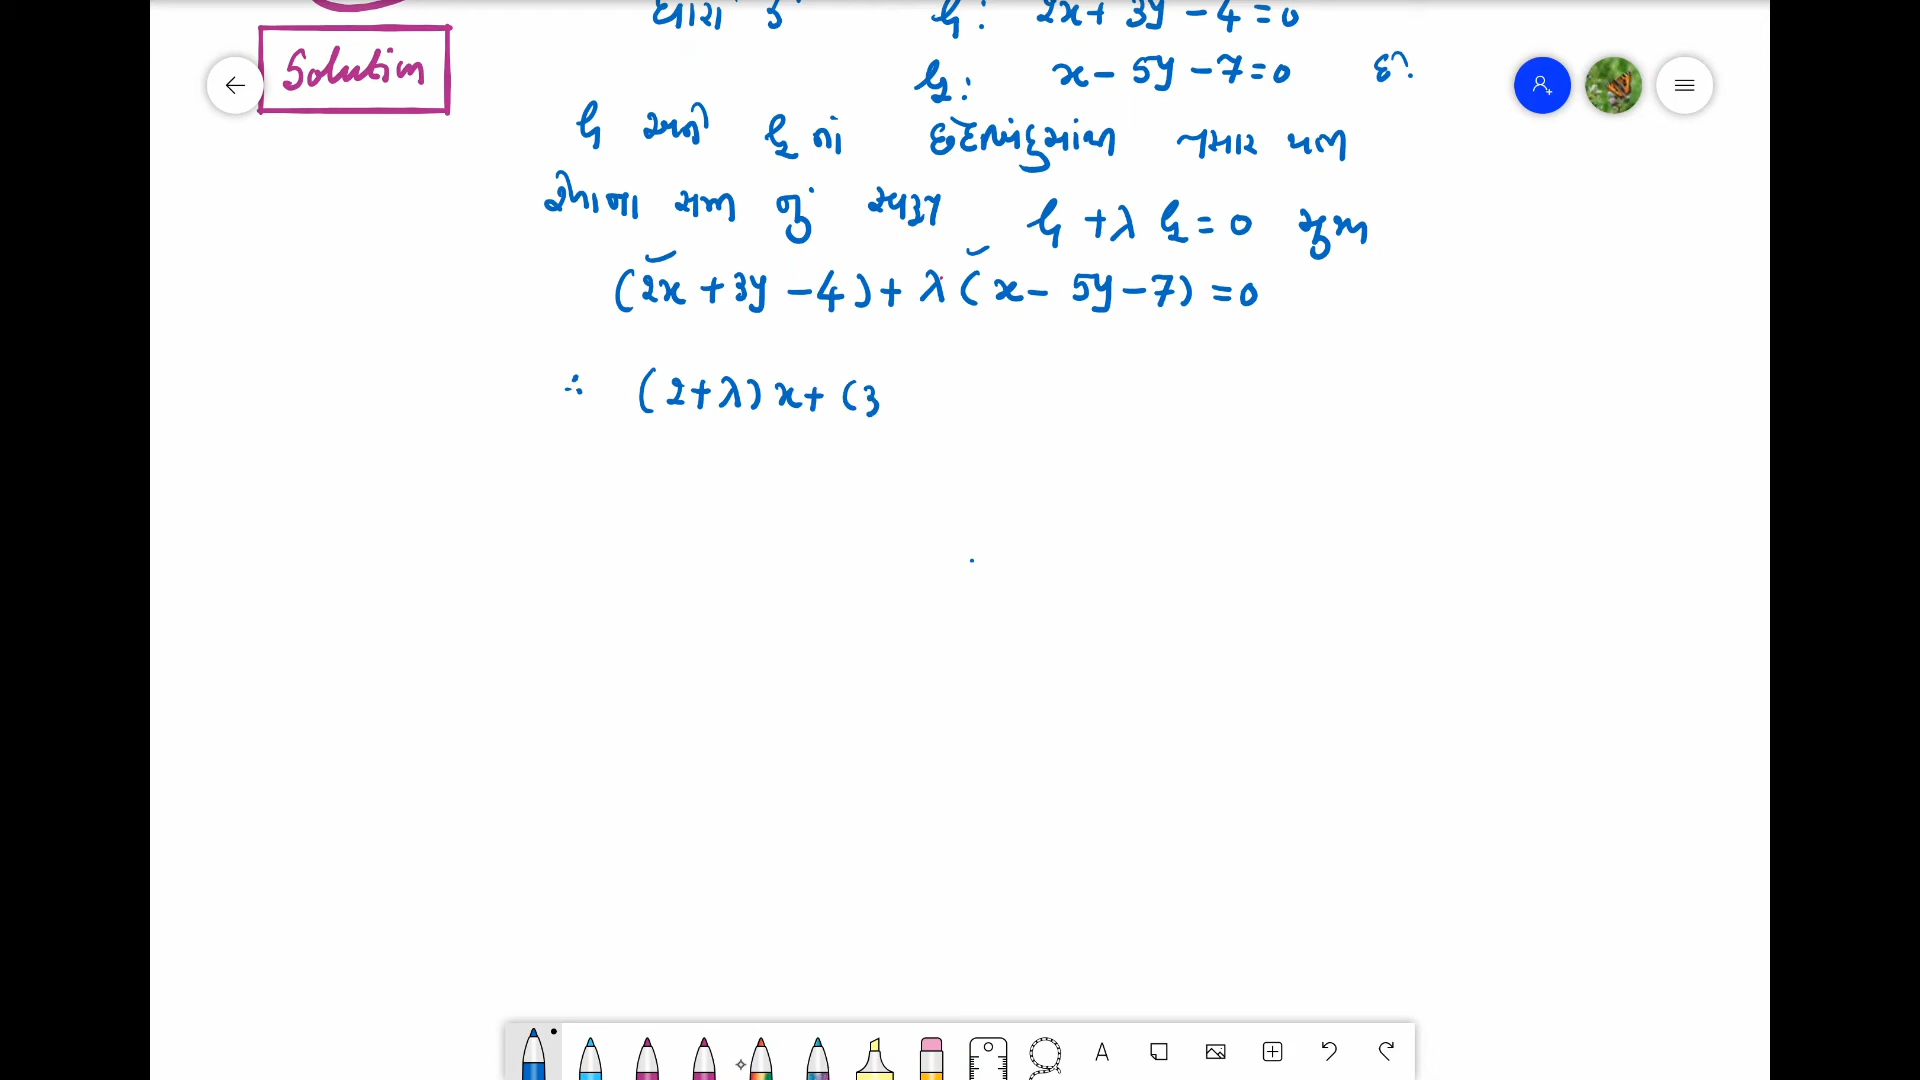 ધારો કે l₁: 2x + 3y - 4 = 0
Solution
l₂: x - 5y - 7 = 0 છે.
l₁ અને l₂ નાં છેદબિંદુમાંથી પસાર થતી
રેખાના સમી નું સ્વરૂપ l₁ + λ l₂ = 0 મુજબ
(2x + 3y - 4) + λ (x - 5y - 7) = 0
∴ (2 + λ) x + (3